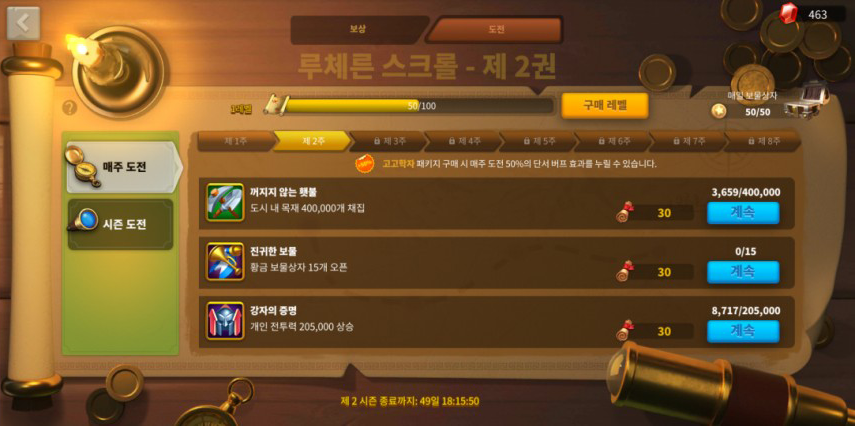 보상
도전
463
루체른 스크롤 - 제 2권
1레벨
50/100
구매 레벨
매일 보물상자
50/50
매주 도전
시즌 도전
제 1주
제 2주
제 3주
제 4주
제 5주
제 6주
제 7주
제 8주
고고학자 패키지 구매 시 매주 도전 50%의 단서 버프 효과를 누릴 수 있습니다.
꺼지지 않는 횃불
도시 내 목재 400,000개 채집
30
3,659/400,000
계속
진귀한 보물
황금 보물상자 15개 오픈
30
0/15
계속
강자의 증명
개인 전투력 205,000 상승
30
8,717/205,000
계속
제 2 시즌 종료까지: 49일 18:15:50